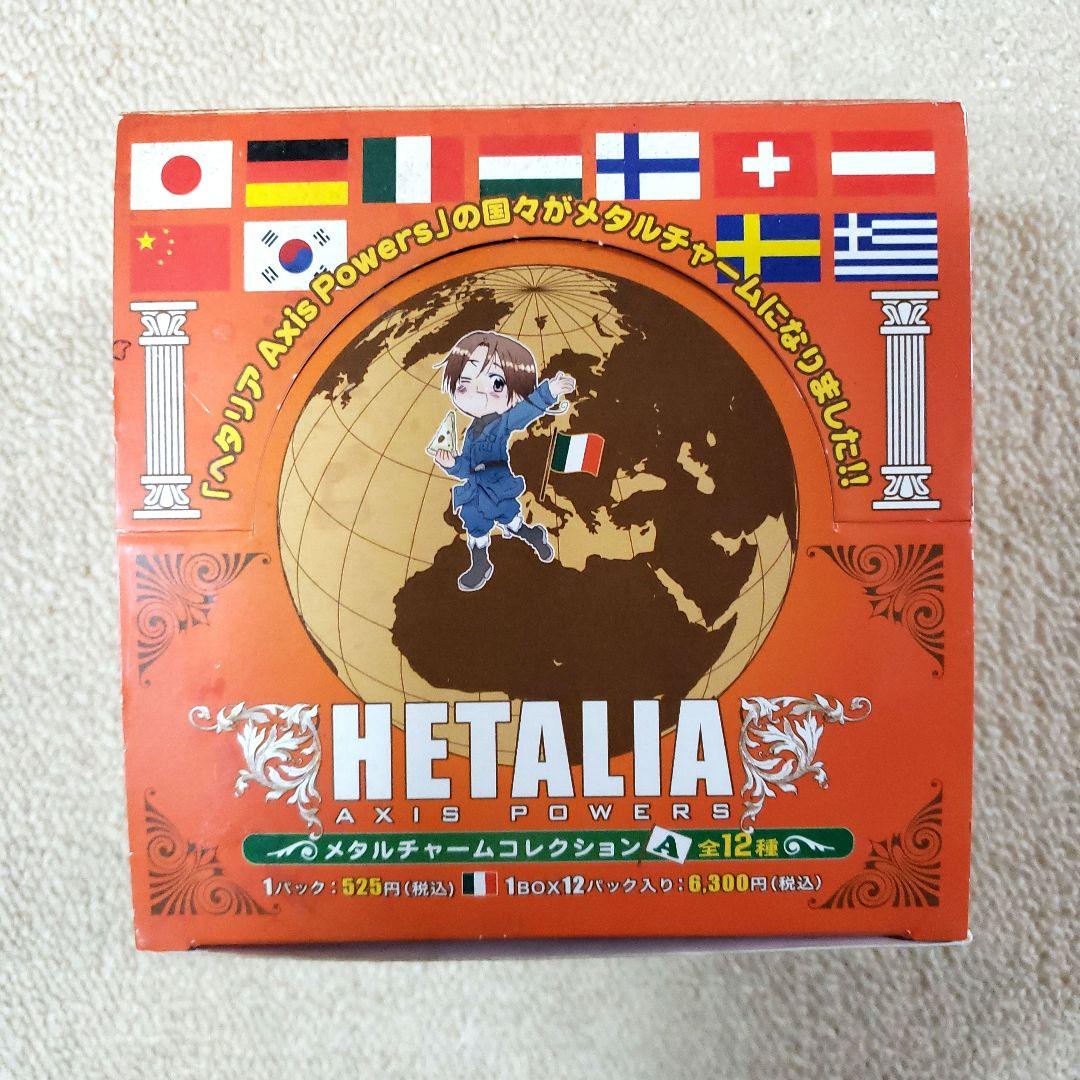 「ヘタリア Axis Powers」の国々がメタルチャームになりました!!
HETALIA
AXIS POWERS
メタルチャームコレクション A 全12種
1パック:525円(税込) 1BOX12パック入り:6,300円(税込)